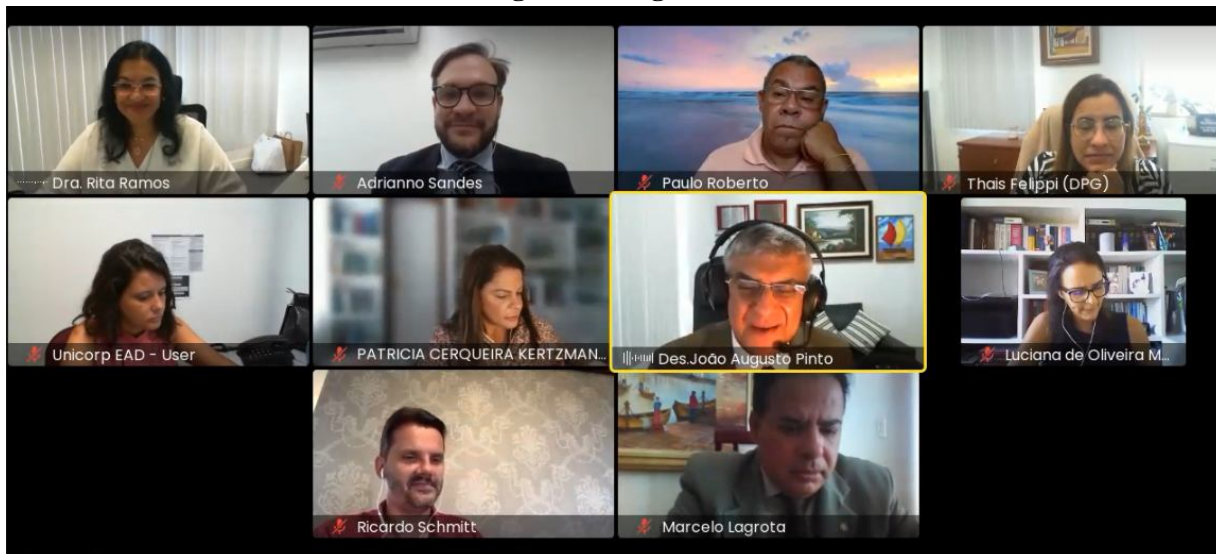 Dra. Rita Ramos
Adrianno Sandes
Paulo Roberto
Thais Felippi (DPG)
Unicorp EAD - User
PATRICIA CERQUEIRA KERTZMAN...
Des.João Augusto Pinto
Luciana de Oliveira M...
Ricardo Schmitt
Marcelo Lagrota